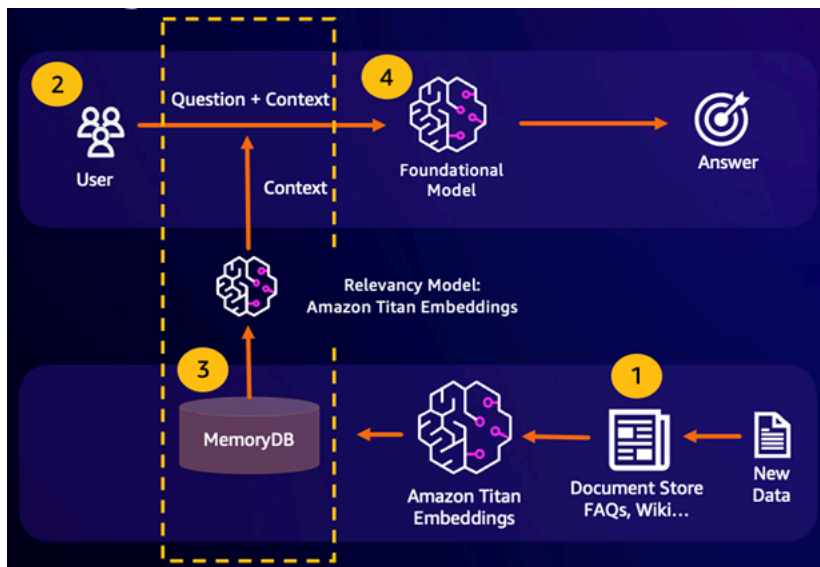 2
4
Question + Context
User
Foundational
Model
Answer
Context
Relevancy Model:
Amazon Titan Embeddings
3
1
MemoryDB
Amazon Titan
Embeddings
Document Store
FAQs, Wiki...
New
Data